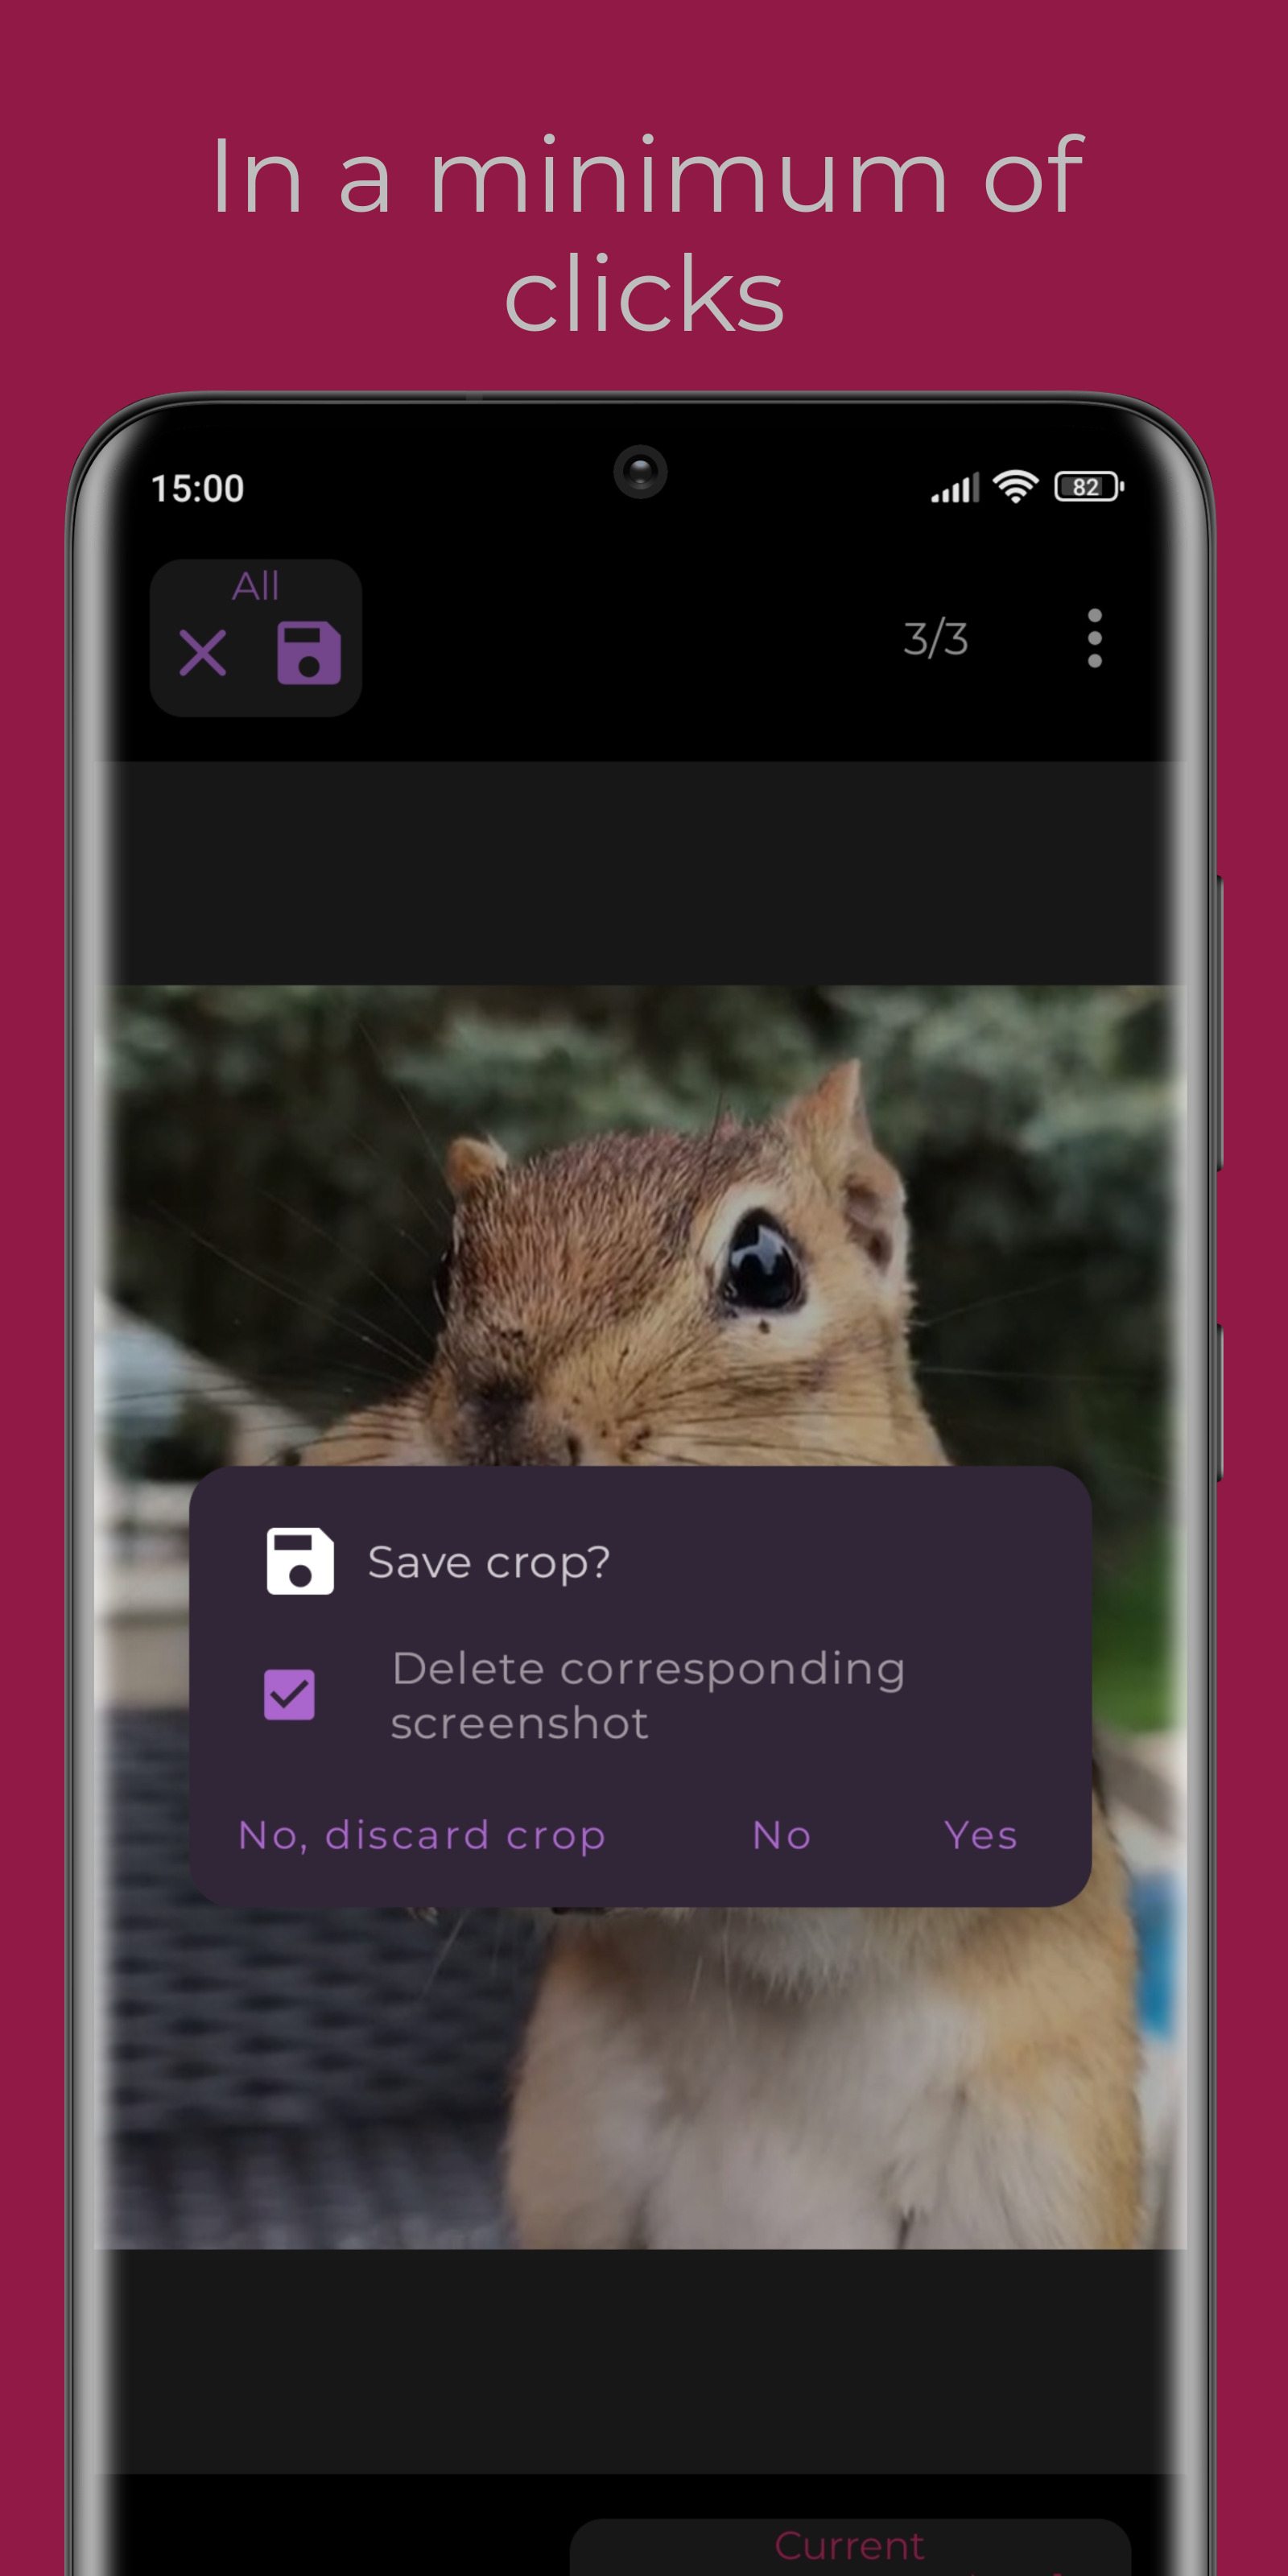 In a minimum of
clicks
15:00
82
All
3/3
Save crop?
Delete corresponding
screenshot
No, discard crop
No
Yes
Current